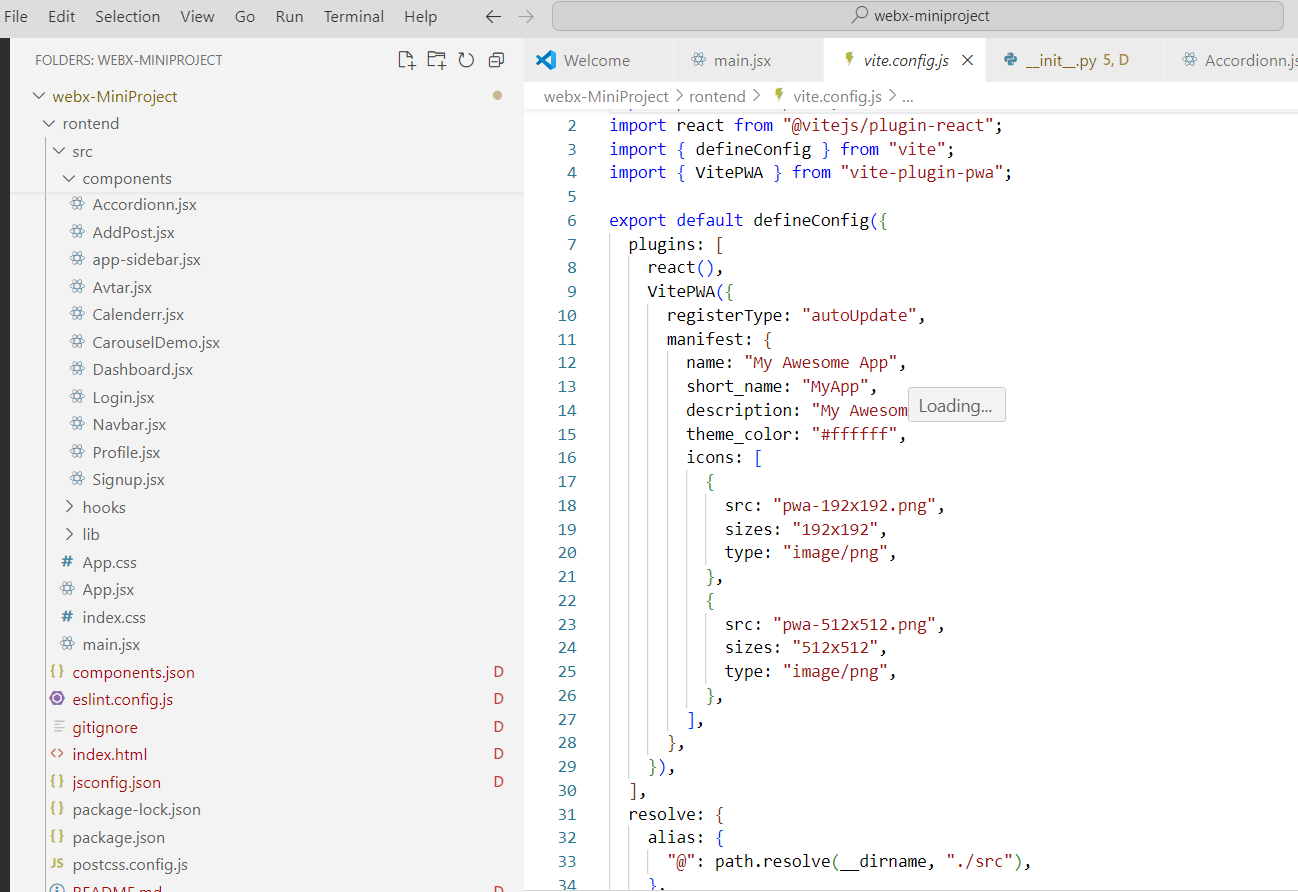 File Edit Selection View Go Run Terminal Help
webx-miniproject
FOLDERS: WEBX-MINIPROJECT
webx-MiniProject
rontend
src
components
Accordionn.jsx
AddPost.jsx
app-sidebar.jsx
Avtar.jsx
Calenderr.jsx
CarouselDemo.jsx
Dashboard.jsx
Login.jsx
Navbar.jsx
Profile.jsx
Signup.jsx
hooks
lib
# App.css
App.jsx
# index.css
main.jsx
{} components.json D
eslint.config.js D
gitignore D
<> index.html D
{} jsconfig.json D
{} package-lock.json
{} package.json
JS postcss.config.js
README.md D
Welcome main.jsx vite.config.js __init__.py 5, D Accordionn.js
webx-MiniProject > rontend > vite.config.js > ...
2 import react from "@vitejs/plugin-react";
3 import { defineConfig } from "vite";
4 import { VitePWA } from "vite-plugin-pwa";
5
6 export default defineConfig({
7 plugins: [
8 react(),
9 VitePWA({
10 registerType: "autoUpdate",
11 manifest: {
12 name: "My Awesome App",
13 short_name: "MyApp",
14 description: "My Awesom
Loading...
15 theme_color: "#ffffff",
16 icons: [
17 {
18 src: "pwa-192x192.png",
19 sizes: "192x192",
20 type: "image/png",
21 },
22 {
23 src: "pwa-512x512.png",
24 sizes: "512x512",
25 type: "image/png",
26 },
27 ],
28 },
29 }),
30 ],
31 resolve: {
32 alias: {
33 "@": path.resolve(__dirname, "./src"),
34 },